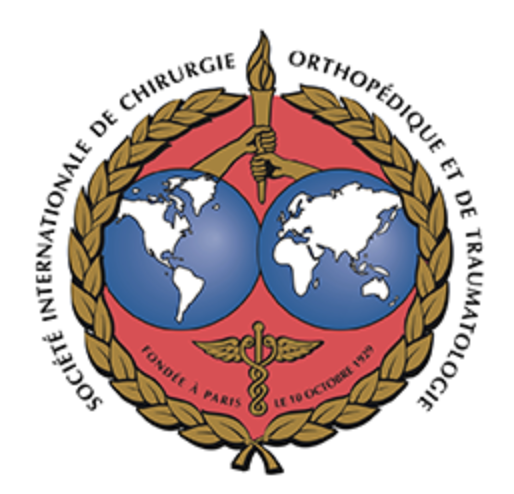 SOCIÉTÉ INTERNATIONALE DE CHIRURGIE ORTHOPÉDIQUE ET DE TRAUMATOLOGIE
FONDÉE À PARIS LE 10 OCTOBRE 1929